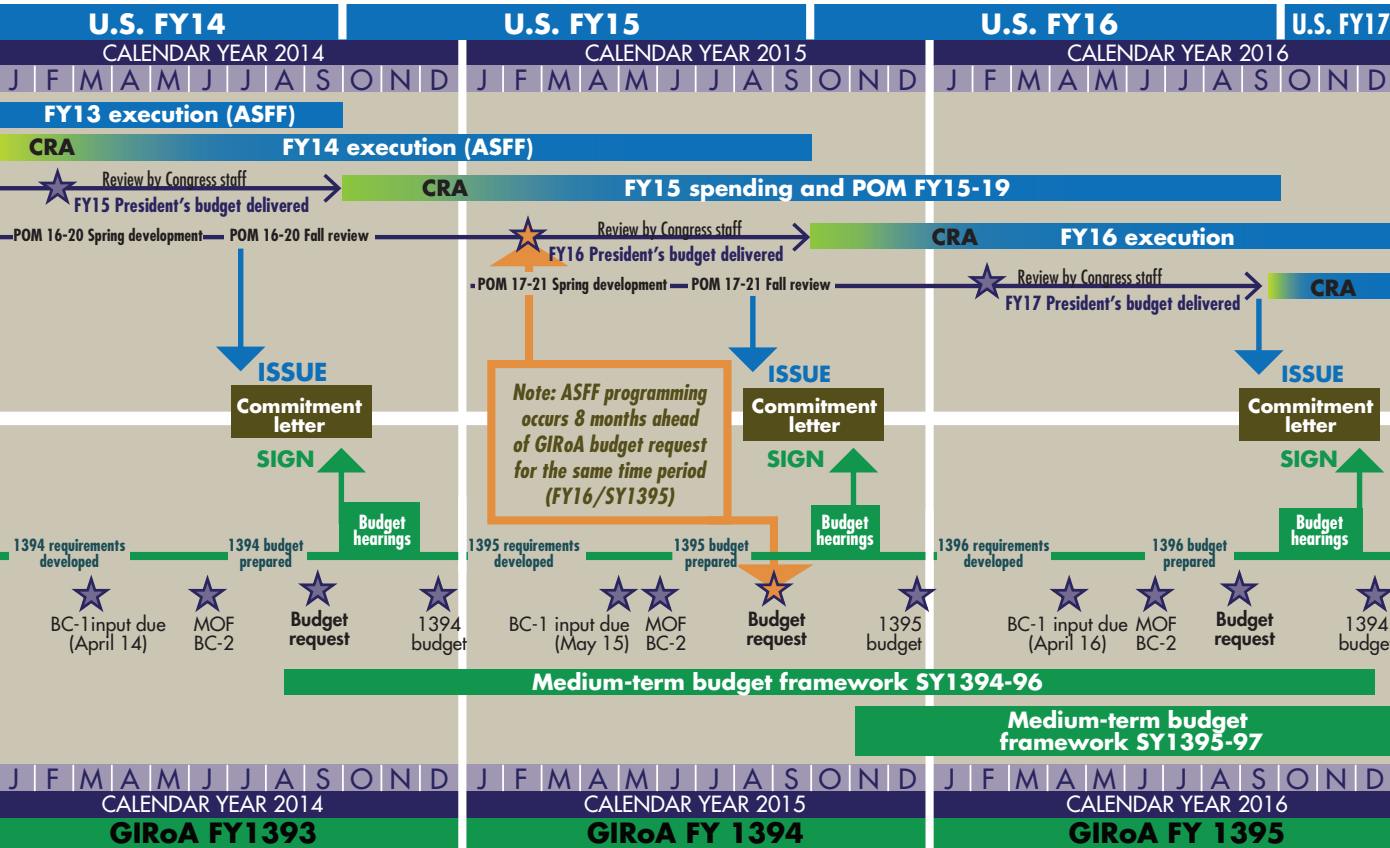 U.S. FY14
U.S. FY15
U.S. FY16
U.S. FY17
CALENDAR YEAR 2014
CALENDAR YEAR 2015
CALENDAR YEAR 2016
J F M A M J J A S O N D
J F M A M J J A S O N D
J F M A M J J A S O N D
FY13 execution (ASFF)
CRA
FY14 execution (ASFF)
Review by Congress staff
FY15 President's budget delivered
CRA
FY15 spending and POM FY15-19
POM 16-20 Spring development
POM 16-20 Fall review
Review by Congress staff
FY16 President's budget delivered
CRA
FY16 execution
POM 17-21 Spring development
POM 17-21 Fall review
Review by Congress staff
FY17 President's budget delivered
CRA
ISSUE
Commitment
letter
SIGN
Note: ASFF programming
occurs 8 months ahead
of GIRoA budget request
for the same time period
(FY16/SY1395)
ISSUE
Commitment
letter
SIGN
ISSUE
Commitment
letter
SIGN
Budget
hearings
Budget
hearings
Budget
hearings
1394 requirements
developed
1394 budget
prepared
1395 requirements
developed
1395 budget
prepared
1396 requirements
developed
1396 budget
prepared
BC-1input due
(April 14)
MOF
BC-2
Budget
request
1394
budget
BC-1 input due
(May 15)
MOF
BC-2
Budget
request
1395
budget
BC-1 input due
(April 16)
MOF
BC-2
Budget
request
1394
budge
Medium-term budget framework SY1394-96
Medium-term budget
framework SY1395-97
J F M A M J J A S O N D
J F M A M J J A S O N D
J F M A M J J A S O N D
CALENDAR YEAR 2014
CALENDAR YEAR 2015
CALENDAR YEAR 2016
GIRoA FY1393
GIRoA FY 1394
GIRoA FY 1395